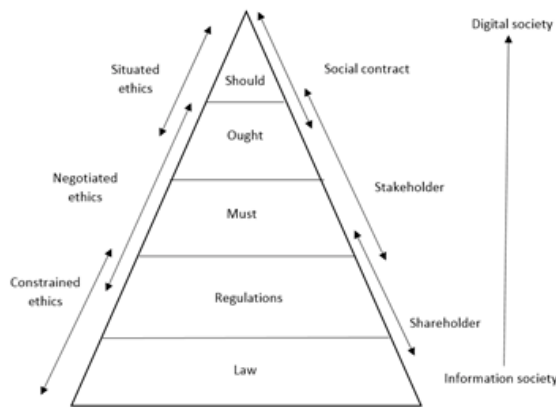 Digital society
Situated
ethics
Should
Social contract
Ought
Negotiated
ethics
Stakeholder
Must
Constrained
ethics
Regulations
Shareholder
Law
Information society